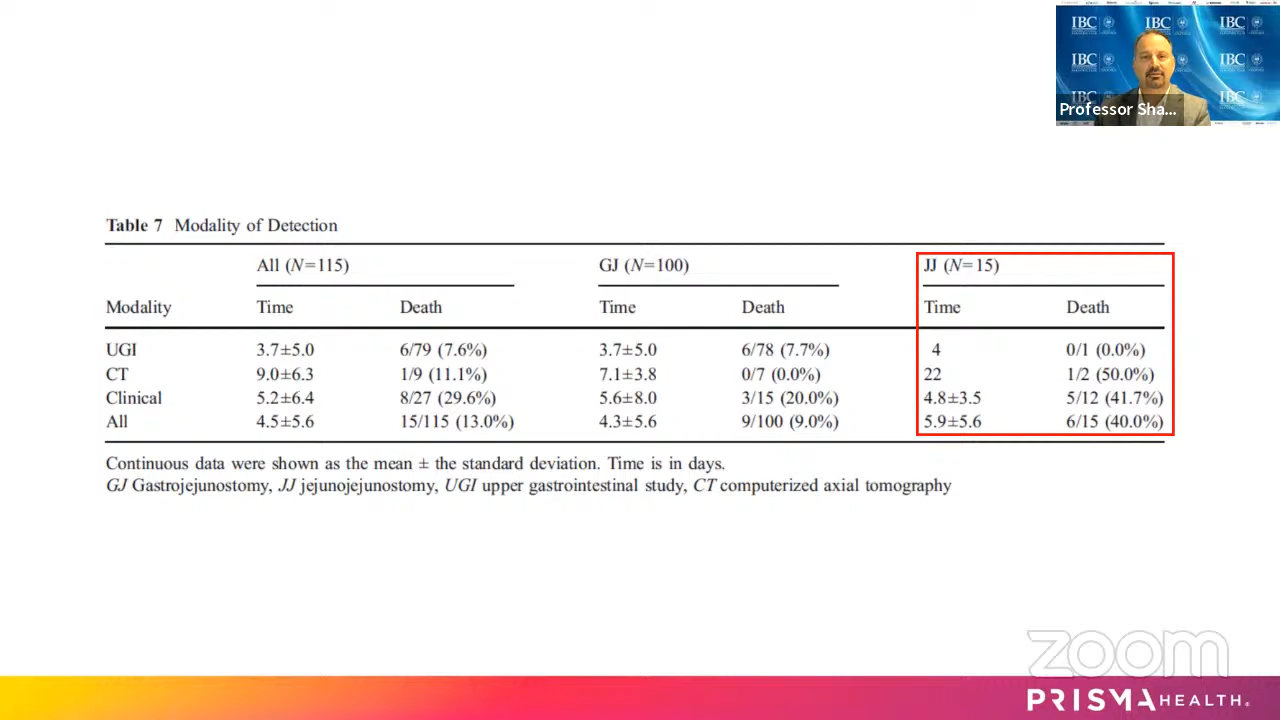 IBC IBC IBC
IBC IBC
IBC IBC
Professor Sha...
Table 7 Modality of Detection
All (N=115) GJ (N=100) JJ (N=15)
Modality Time Death Time Death Time Death
UGI 3.7±5.0 6/79 (7.6%) 3.7±5.0 6/78 (7.7%) 4 0/1 (0.0%)
CT 9.0±6.3 1/9 (11.1%) 7.1±3.8 0/7 (0.0%) 22 1/2 (50.0%)
Clinical 5.2±6.4 8/27 (29.6%) 5.6±8.0 3/15 (20.0%) 4.8±3.5 5/12 (41.7%)
All 4.5±5.6 15/115 (13.0%) 4.3±5.6 9/100 (9.0%) 5.9±5.6 6/15 (40.0%)
Continuous data were shown as the mean ± the standard deviation. Time is in days.
GJ Gastrojejunostomy, JJ jejunojejunostomy, UGI upper gastrointestinal study, CT computerized axial tomography
zoom
PRISMA HEALTH.